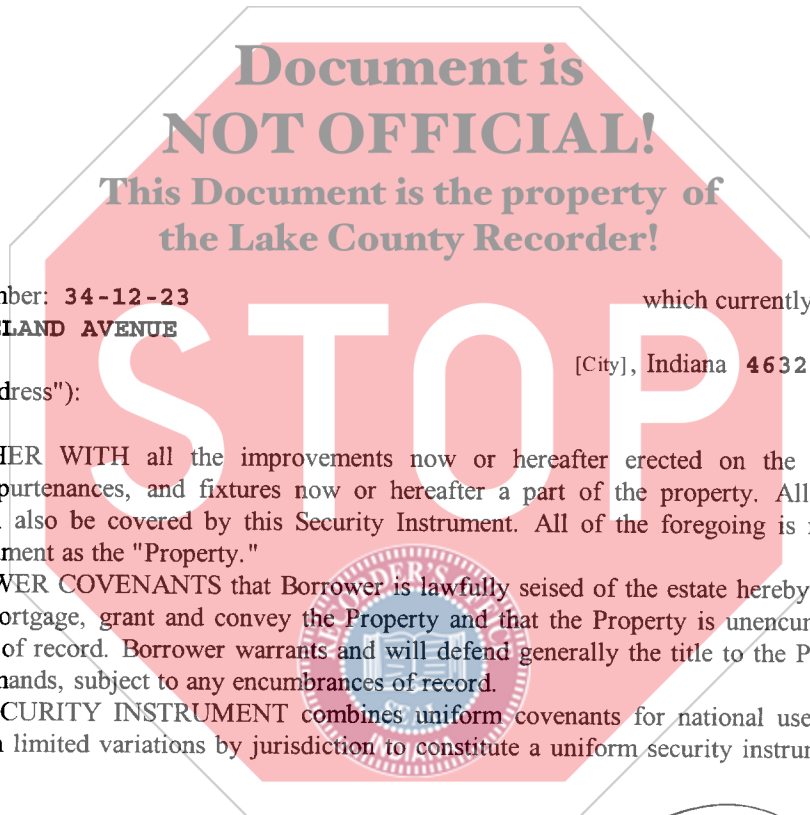 Document is
NOT OFFICIAL!
This Document is the property of
the Lake County Recorder!
nber: 34-12-23 which currently
LAND AVENUE
[City], Indiana 4632
dress"):
STOP
HER WITH all the improvements now or hereafter erected on the
purtenances, and fixtures now or hereafter a part of the property. All
also be covered by this Security Instrument. All of the foregoing is
ment as the "Property."
WER COVENANTS that Borrower is lawfully seised of the estate hereby
ortgage, grant and convey the Property and that the Property is unencur
of record. Borrower warrants and will defend generally the title to the P
nands, subject to any encumbrances of record.
CURITY INSTRUMENT combines uniform covenants for national use
limited variations by jurisdiction to constitute a uniform security instrum
SEAL
INDIANA